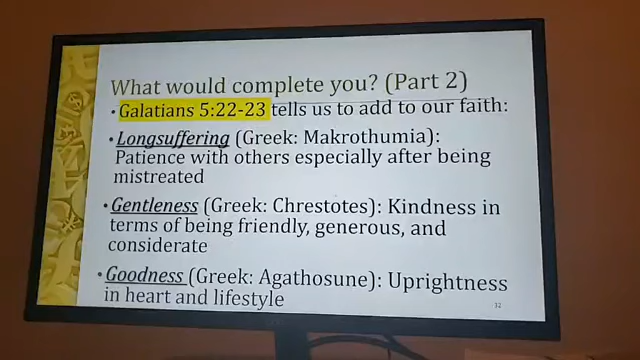 What would complete you? (Part 2)
• Galatians 5:22-23 tells us to add to our faith:
• Longsuffering (Greek: Makrothumia):
Patience with others especially after being
mistreated
• Gentleness (Greek: Chrestotes): Kindness in
terms of being friendly, generous, and
considerate
• Goodness (Greek: Agathosune): Uprightness
in heart and lifestyle
12